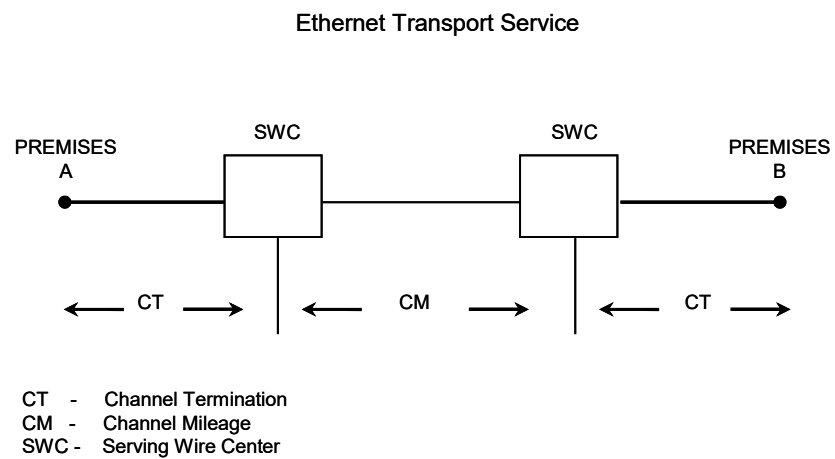 Ethernet Transport Service
SWC
SWC
PREMISES
A
PREMISES
B
CT
CM
CT
CT - Channel Termination
CM - Channel Mileage
SWC - Serving Wire Center